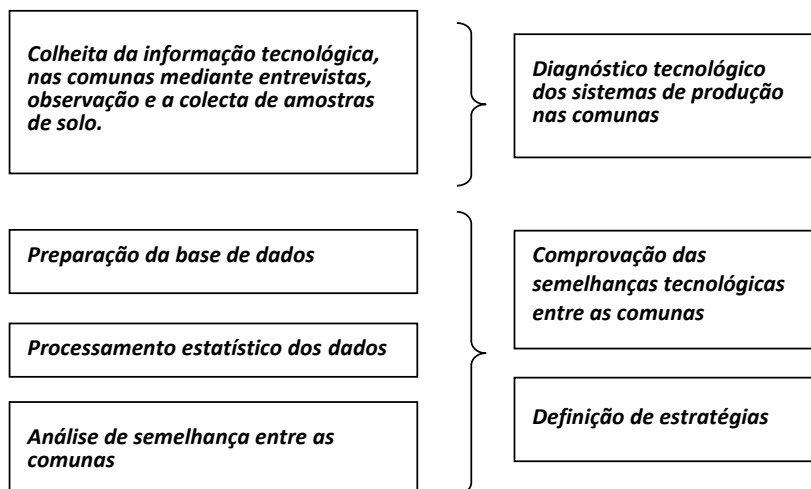 Colheita da informação tecnológica,
nas comunas mediante entrevistas,
observação e a colecta de amostras
de solo.
Diagnóstico tecnológico
dos sistemas de produção
nas comunas
Preparação da base de dados
Processamento estatístico dos dados
Análise de semelhança entre as
comunas
Comprovação das
semelhanças tecnológicas
entre as comunas
Definição de estratégias